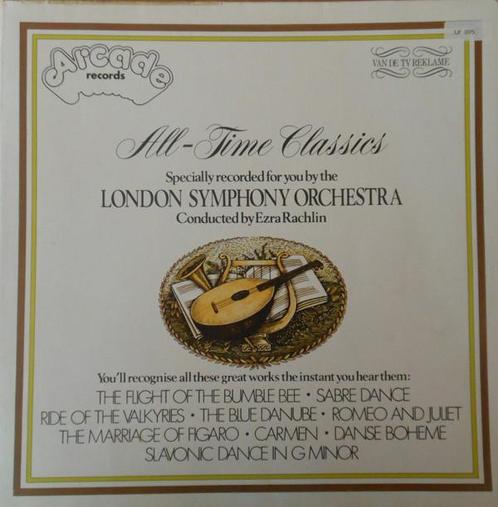 Arcade
records
LP 895
VAN DE TV REKLAME
All-Time Classics
Specially recorded for you by the
LONDON SYMPHONY ORCHESTRA
Conducted by Ezra Rachlin
You'll recognise all these great works the instant you hear them:
THE FLIGHT OF THE BUMBLE BEE · SABRE DANCE
RIDE OF THE VALKYRIES · THE BLUE DANUBE · ROMEO AND JULIET
THE MARRIAGE OF FIGARO · CARMEN · DANSE BOHEME
SLAVONIC DANCE IN G MINOR